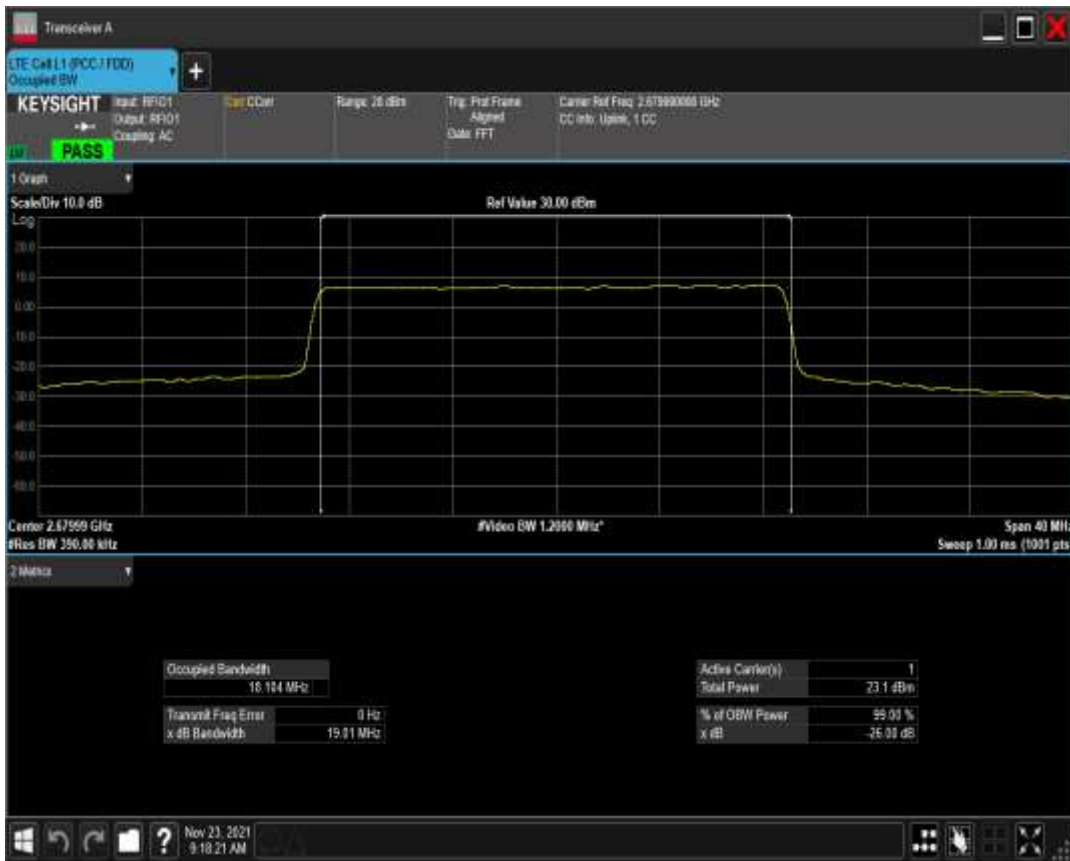 Transceiver A
LTE Cell L1 (PCC / FDD)
Occupied BW
+
KEYSIGHT
Input: RFIO1
Output: RFIO1
Coupling: AC
Corr CCorr
Range: 28 dBm
Trig: Prdl Frame
Aligned
Gate: FFT
Carrier Ref Freq: 2.679990000 GHz
CC Info: Uplink, 1 CC
PASS
1 Graph
Scale/Div 10.0 dB
Ref Value 30.00 dBm
Log
20.0
10.0
0.00
-10.0
-20.0
-30.0
-40.0
-50.0
-60.0
Center 2.67999 GHz
#Video BW 1.2000 MHz*
Span 40 MHz
#Res BW 390.00 kHz
Sweep 1.00 ms (1001 pts
2 Metrics
Occupied Bandwidth
18.104 MHz
Transmit Freq Error 0 Hz
x dB Bandwidth 19.01 MHz
Active Carrier(s) 1
Total Power 23.1 dBm
% of OBW Power 99.00 %
x dB -26.00 dB
?
Nov 23, 2021
9:18:21 AM